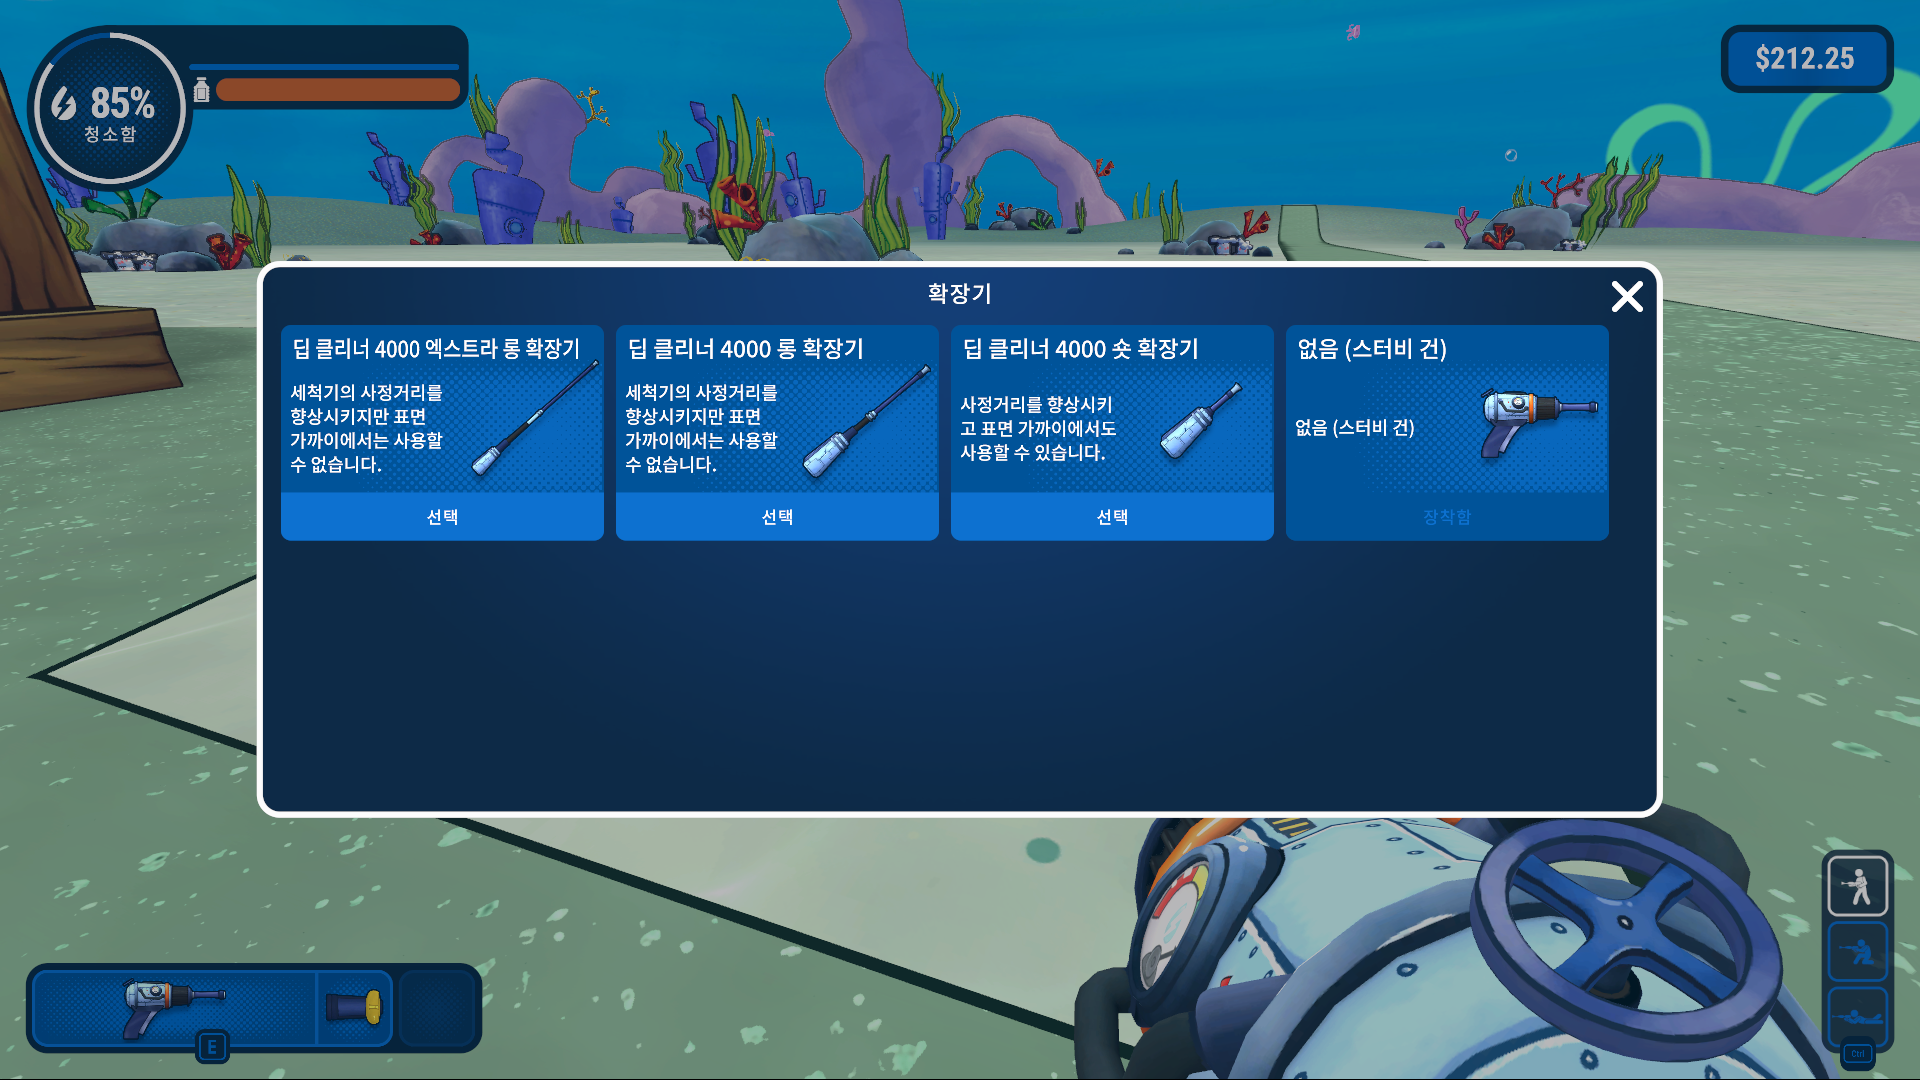 85%
청소함
$212.25
확장기
딥 클리너 4000 엑스트라 롱 확장기
세척기의 사정거리를
향상시키지만 표면
가까이에서는 사용할
수 없습니다.
선택
딥 클리너 4000 롱 확장기
세척기의 사정거리를
향상시키지만 표면
가까이에서는 사용할
수 없습니다.
선택
딥 클리너 4000 숏 확장기
사정거리를 향상시키
고 표면 가까이에서도
사용할 수 있습니다.
선택
없음 (스터비 건)
없음 (스터비 건)
장착함
E
Ctrl